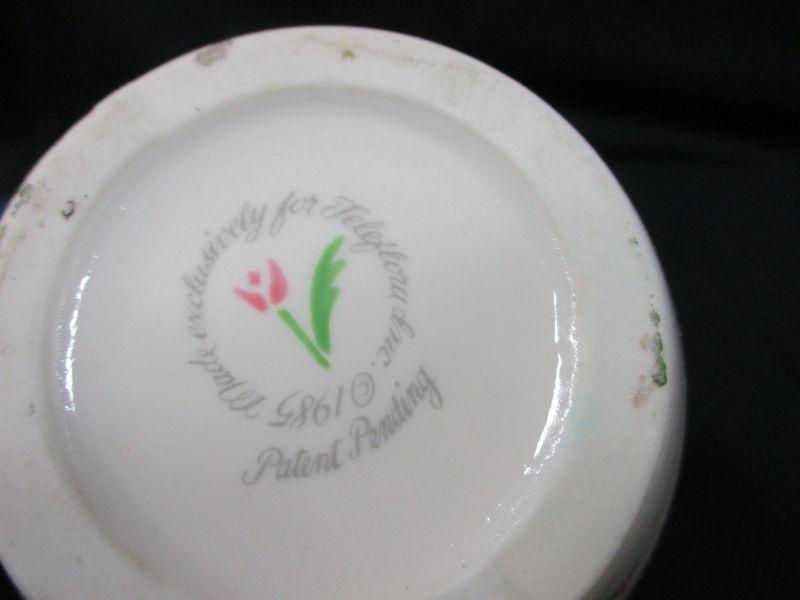 Made exclusively for Teleflora Inc. © 1985
Patent Pending